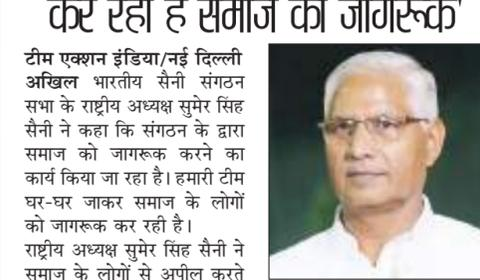 कर रहा है समाज को जागरूक'
टीम एक्शन इंडिया/नई दिल्ली
अखिल भारतीय सैनी संगठन
सभा के राष्ट्रीय अध्यक्ष सुमेर सिंह
सैनी ने कहा कि संगठन के द्वारा
समाज को जागरूक करने का
कार्य किया जा रहा है। हमारी टीम
घर-घर जाकर समाज के लोगों
को जागरूक कर रही है।
राष्ट्रीय अध्यक्ष सुमेर सिंह सैनी ने
समाज के लोगों से अपील करते